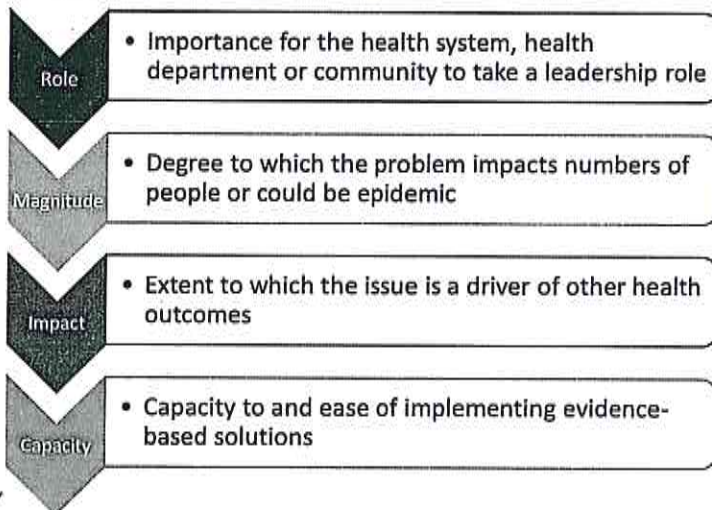 Role
• Importance for the health system, health
department or community to take a leadership role
Magnitude
• Degree to which the problem impacts numbers of
people or could be epidemic
Impact
• Extent to which the issue is a driver of other health
outcomes
Capacity
• Capacity to and ease of implementing evidence-
based solutions